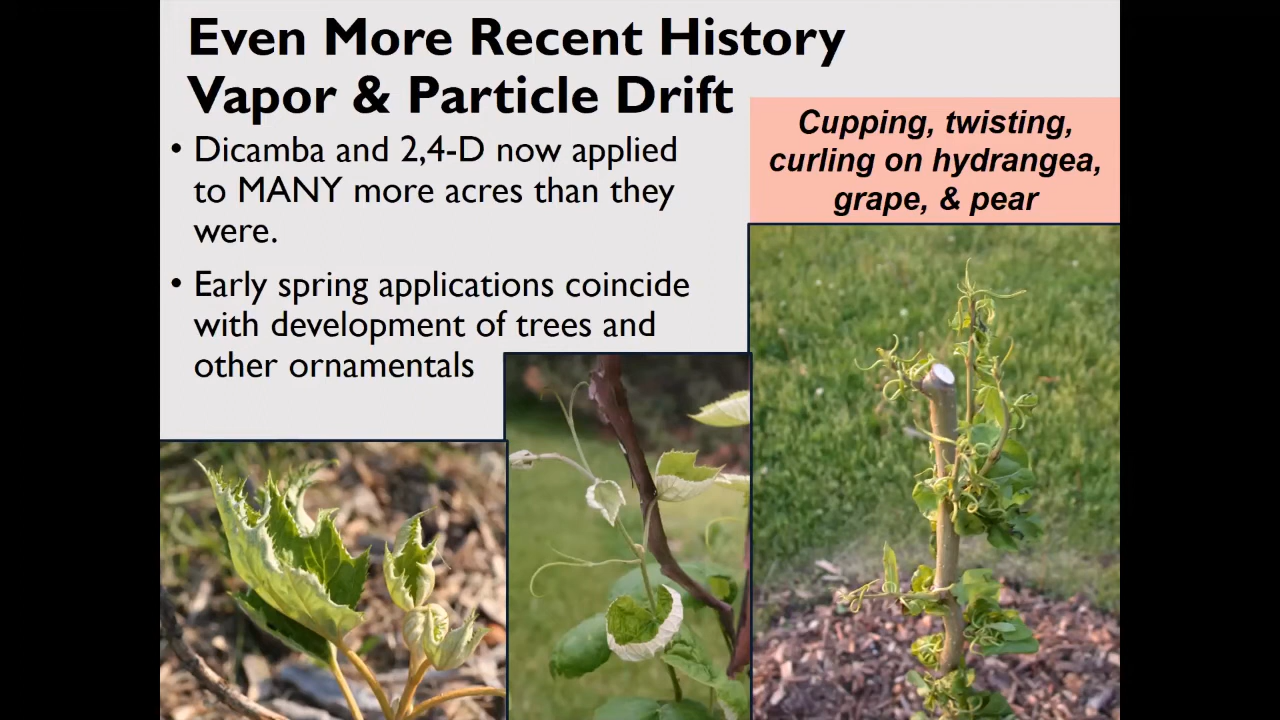 Even More Recent History
Vapor & Particle Drift
Cupping, twisting,
curling on hydrangea,
grape, & pear
• Dicamba and 2,4-D now applied
to MANY more acres than they
were.
• Early spring applications coincide
with development of trees and
other ornamentals